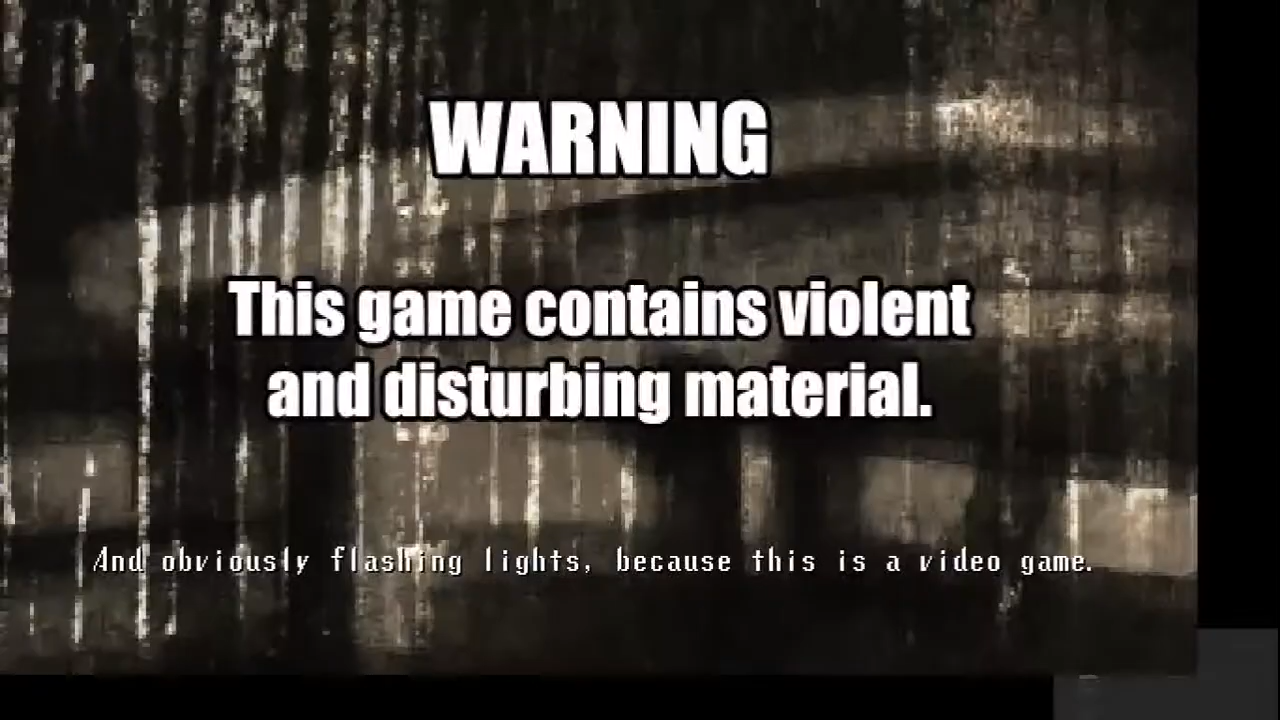 WARNING
This game contains violent
and disturbing material.
And obviously flashing lights, because this is a video game.